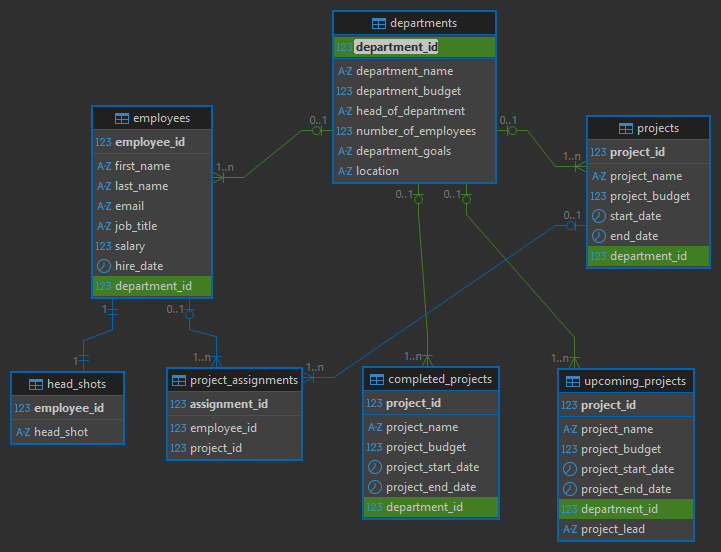 departments
123 department_id
A-Z department_name
123 department_budget
A-Z head_of_department
123 number_of_employees
A-Z department_goals
A-Z location
employees
123 employee_id
A-Z first_name
A-Z last_name
A-Z email
A-Z job_title
123 salary
hire_date
123 department_id
projects
123 project_id
A-Z project_name
123 project_budget
start_date
end_date
123 department_id
0..1
1..n
0..1
1..n
0..1
0..1
0..1
1
0..1
1
1..n
1..n
1..n
1..n
head_shots
123 employee_id
A-Z head_shot
project_assignments
123 assignment_id
123 employee_id
123 project_id
completed_projects
123 project_id
A-Z project_name
123 project_budget
project_start_date
project_end_date
123 department_id
upcoming_projects
123 project_id
A-Z project_name
123 project_budget
project_start_date
project_end_date
123 department_id
A-Z project_lead